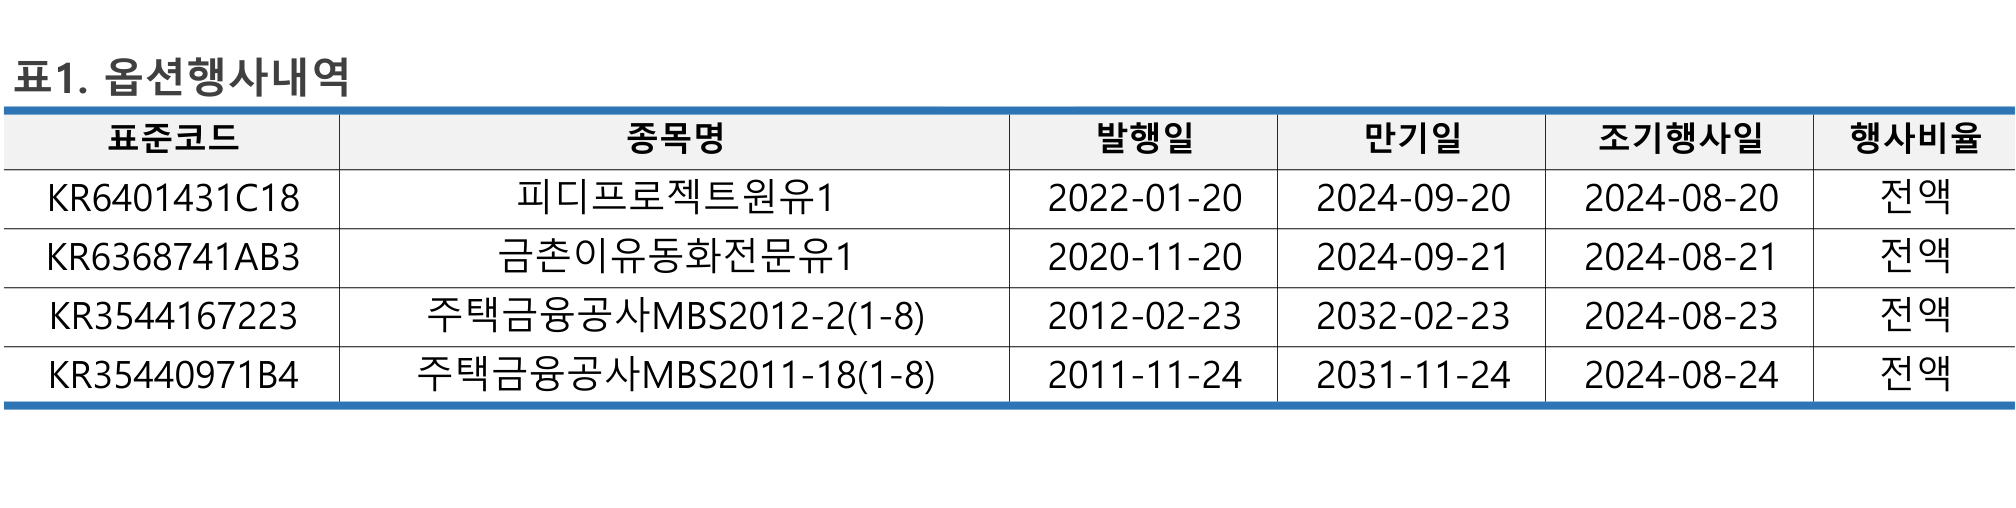 표1. 옵션행사내역
표준코드 종목명 발행일 만기일 조기행사일 행사비율
KR6401431C18 피디프로젝트원유1 2022-01-20 2024-09-20 2024-08-20 전액
KR6368741AB3 금촌이유동화전문유1 2020-11-20 2024-09-21 2024-08-21 전액
KR3544167223 주택금융공사MBS2012-2(1-8) 2012-02-23 2032-02-23 2024-08-23 전액
KR35440971B4 주택금융공사MBS2011-18(1-8) 2011-11-24 2031-11-24 2024-08-24 전액